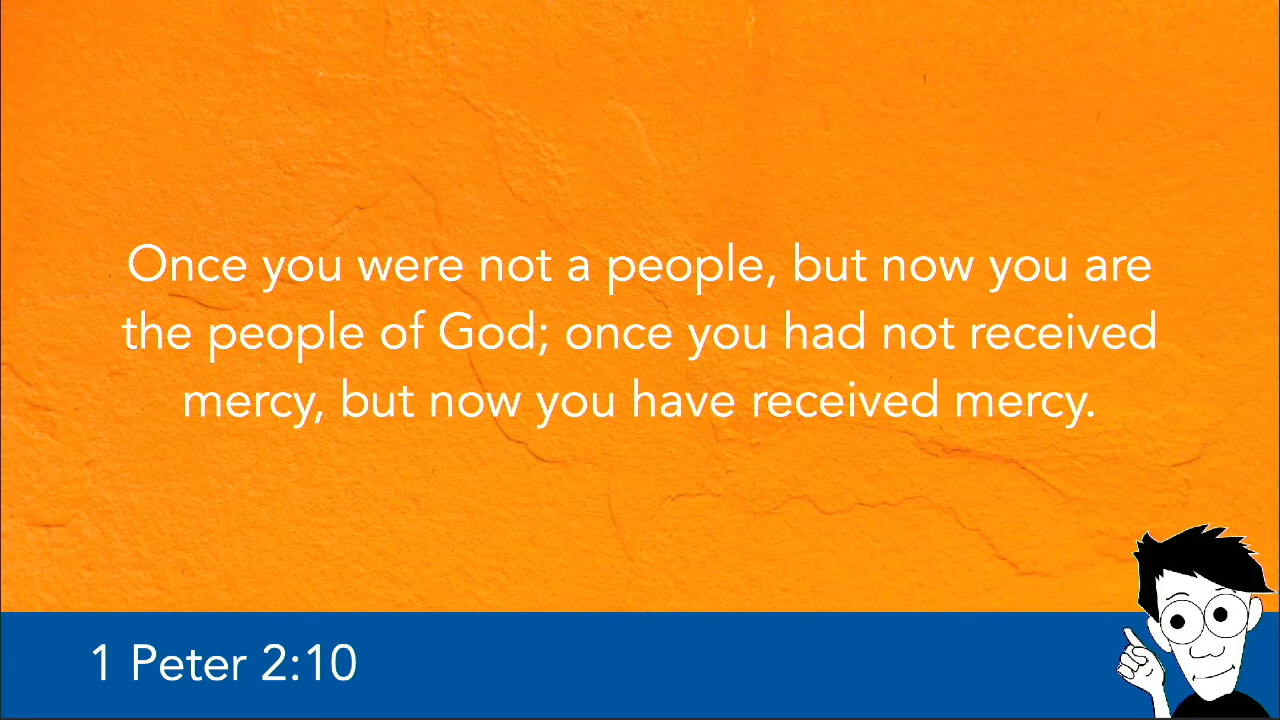 Once you were not a people, but now you are
the people of God; once you had not received
mercy, but now you have received mercy.
1 Peter 2:10